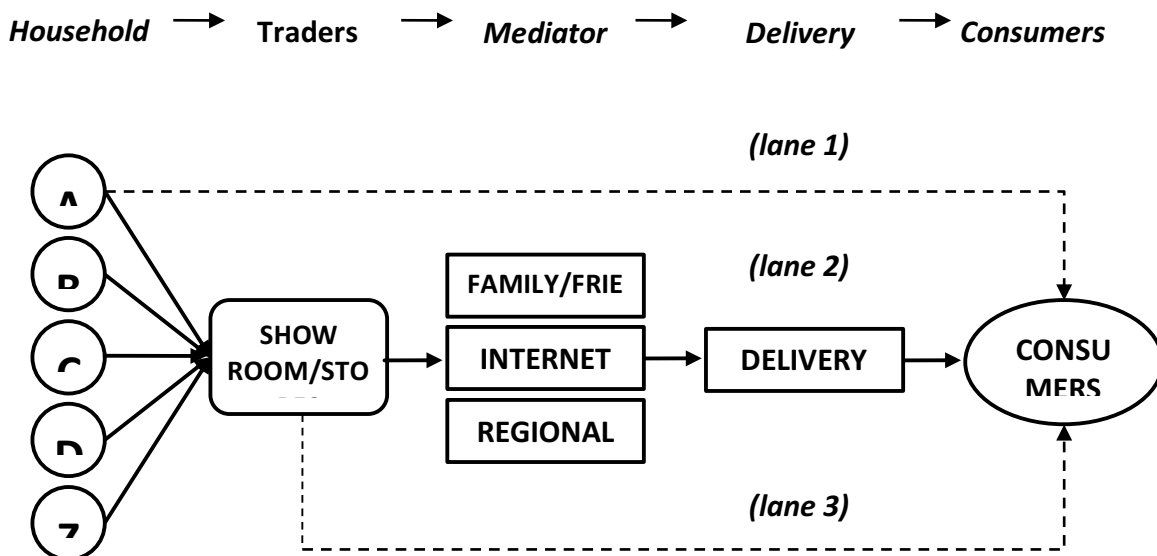 Household Traders Mediator Delivery Consumers
(lane 1)
A
(lane 2)
B
FAMILY/FRIE
SHOW
ROOM/STO
INTERNET
DELIVERY
CONSU
MERS
C
REGIONAL
D
(lane 3)